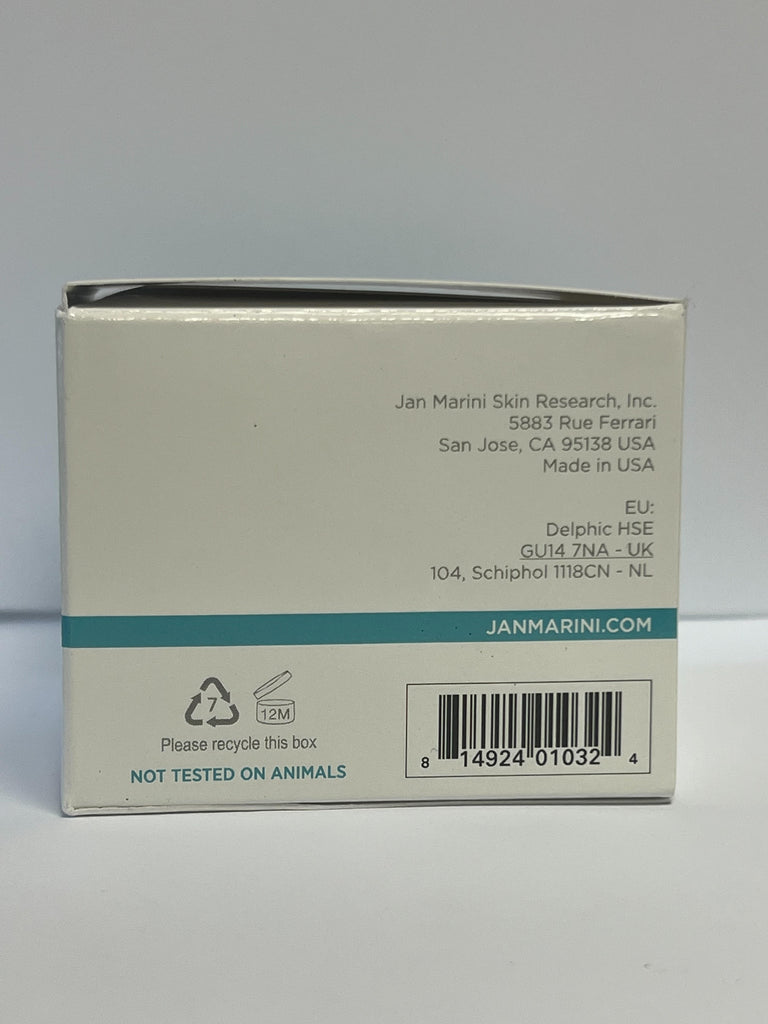 Jan Marini Skin Research, Inc.
5883 Rue Ferrari
San Jose, CA 95138 USA
Made in USA
EU:
Delphic HSE
GU14 7NA - UK
104, Schiphol 1118CN - NL
JANMARINI.COM
7
12M
Please recycle this box
NOT TESTED ON ANIMALS
8 14924 01032 4